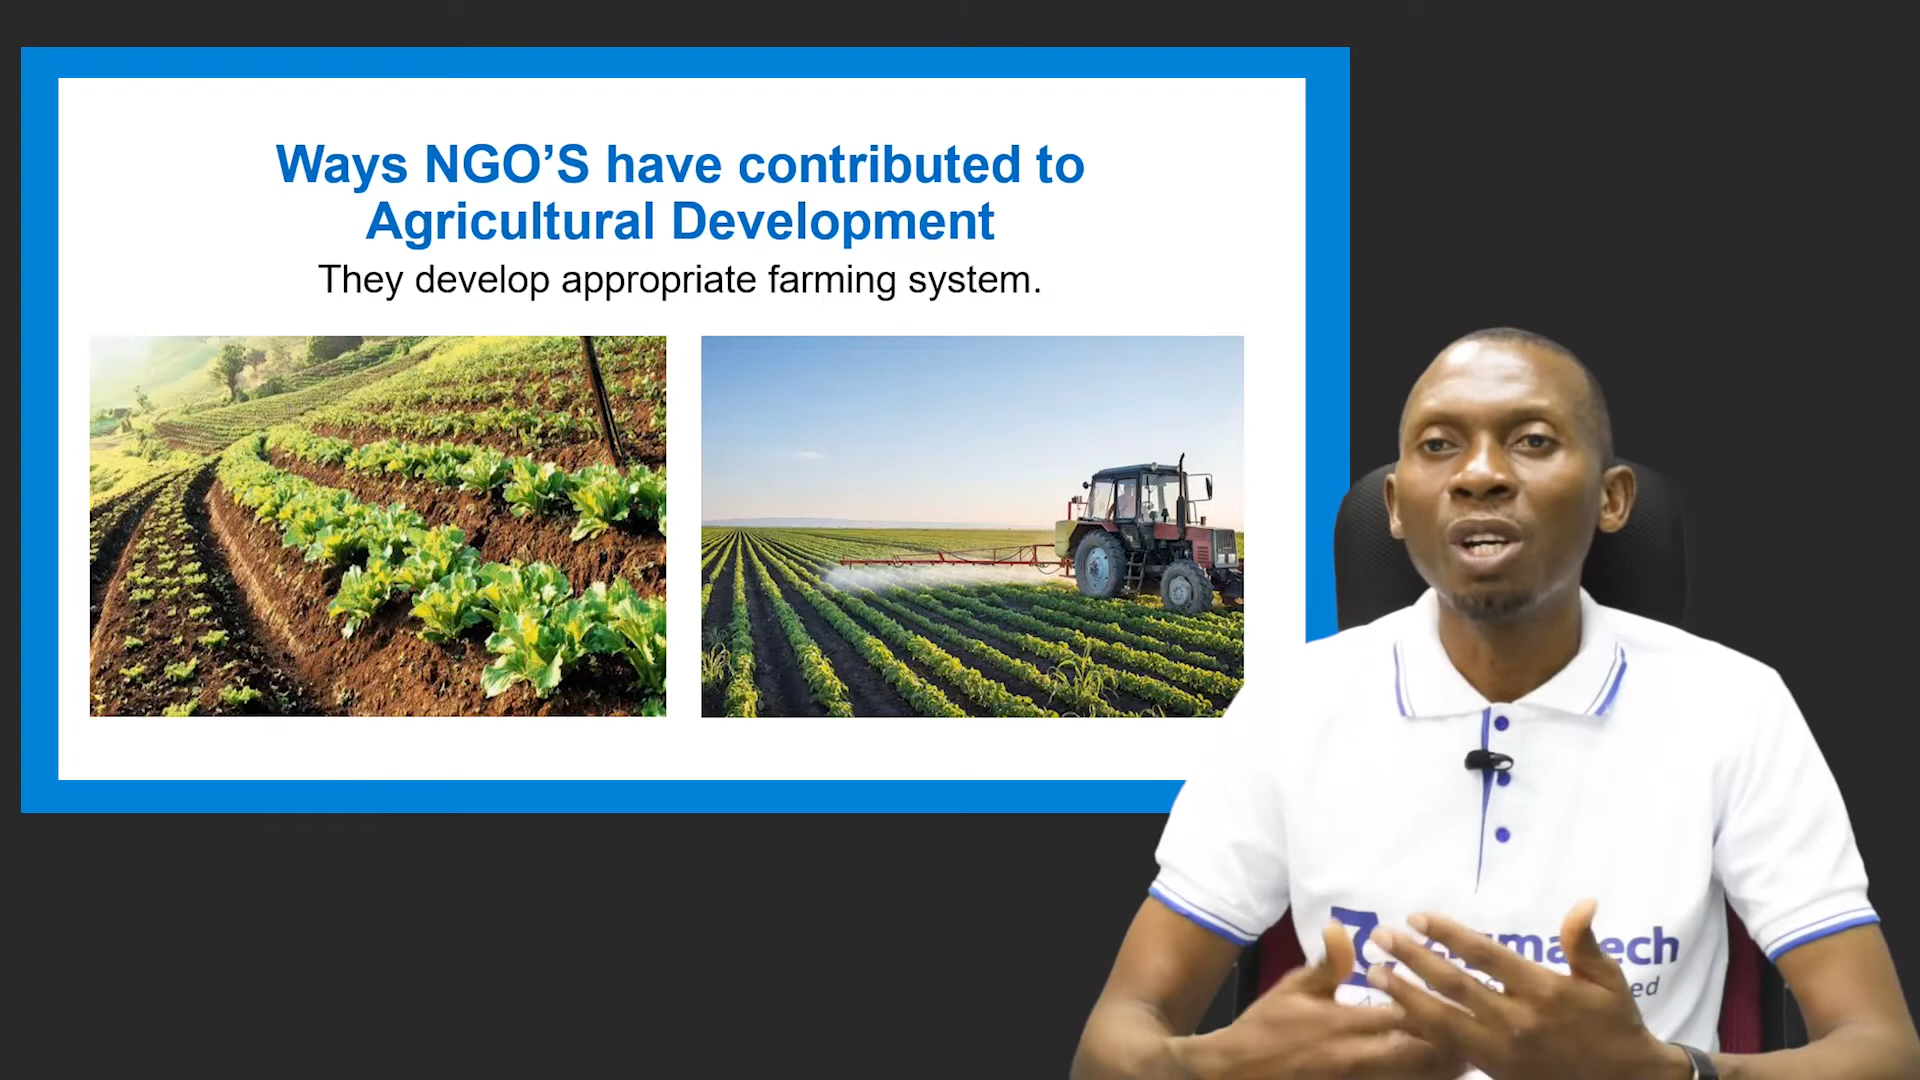 Ways NGO’S have contributed to
Agricultural Development
They develop appropriate farming system.